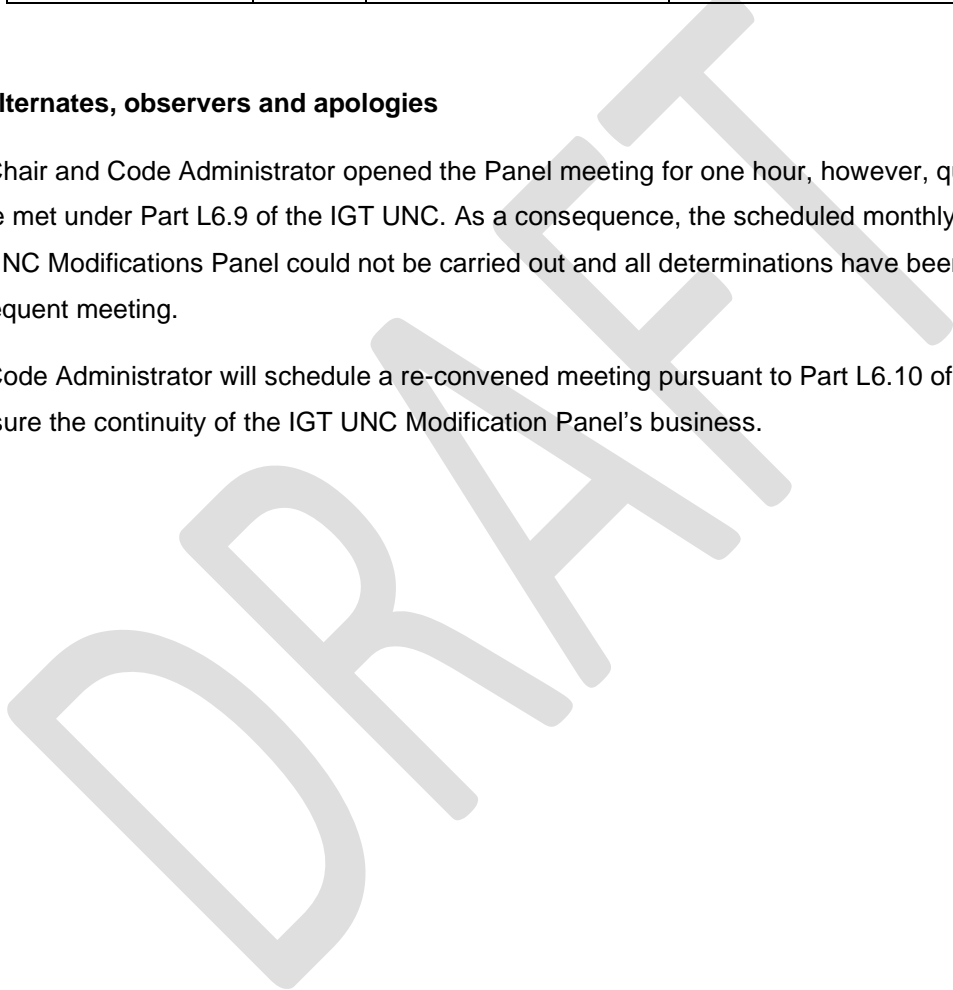 lternates, observers and apologies
Chair and Code Administrator opened the Panel meeting for one hour, however, qu
e met under Part L6.9 of the IGT UNC. As a consequence, the scheduled monthly
NC Modifications Panel could not be carried out and all determinations have been
equent meeting.
Code Administrator will schedule a re-convened meeting pursuant to Part L6.10 of
sure the continuity of the IGT UNC Modification Panel’s business.
DRAFT